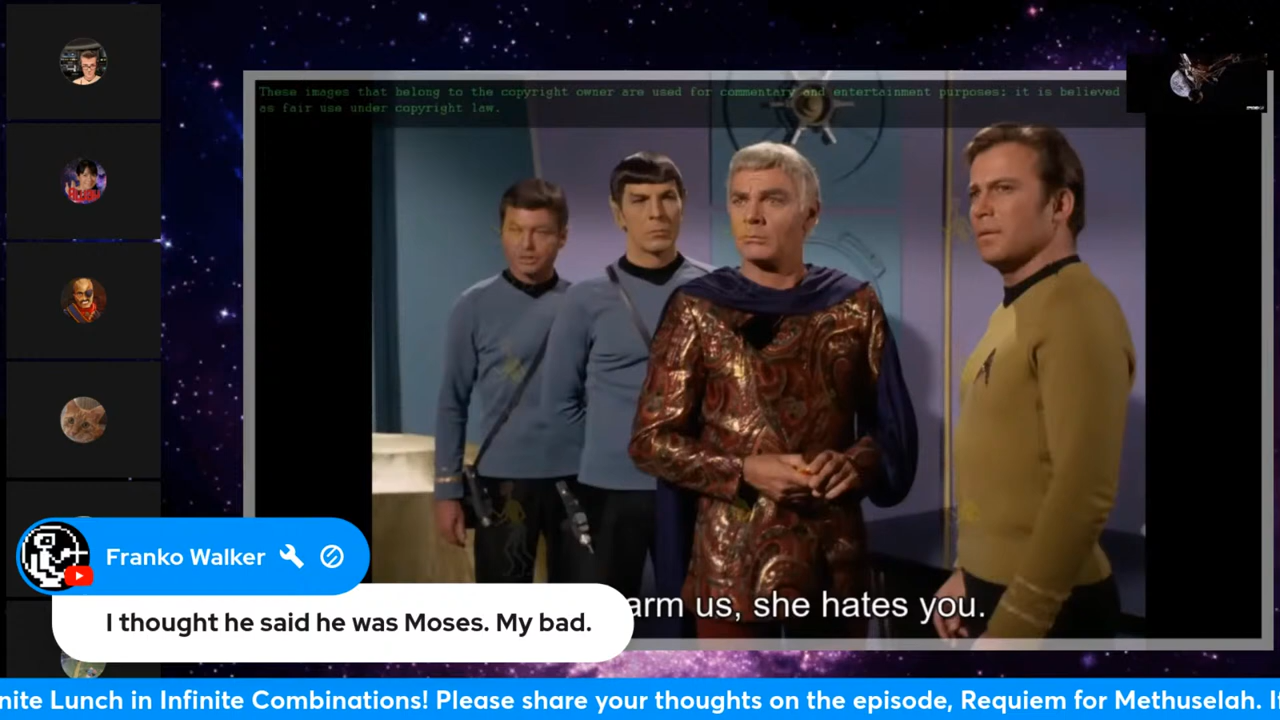 These images that belong to the copyright owner are used for commentary and entertainment purposes; it is believed
as fair use under copyright law.
Franko Walker
I thought he said he was Moses. My bad.
arm us, she hates you.
nite Lunch in Infinite Combinations! Please share your thoughts on the episode, Requiem for Methuselah. I